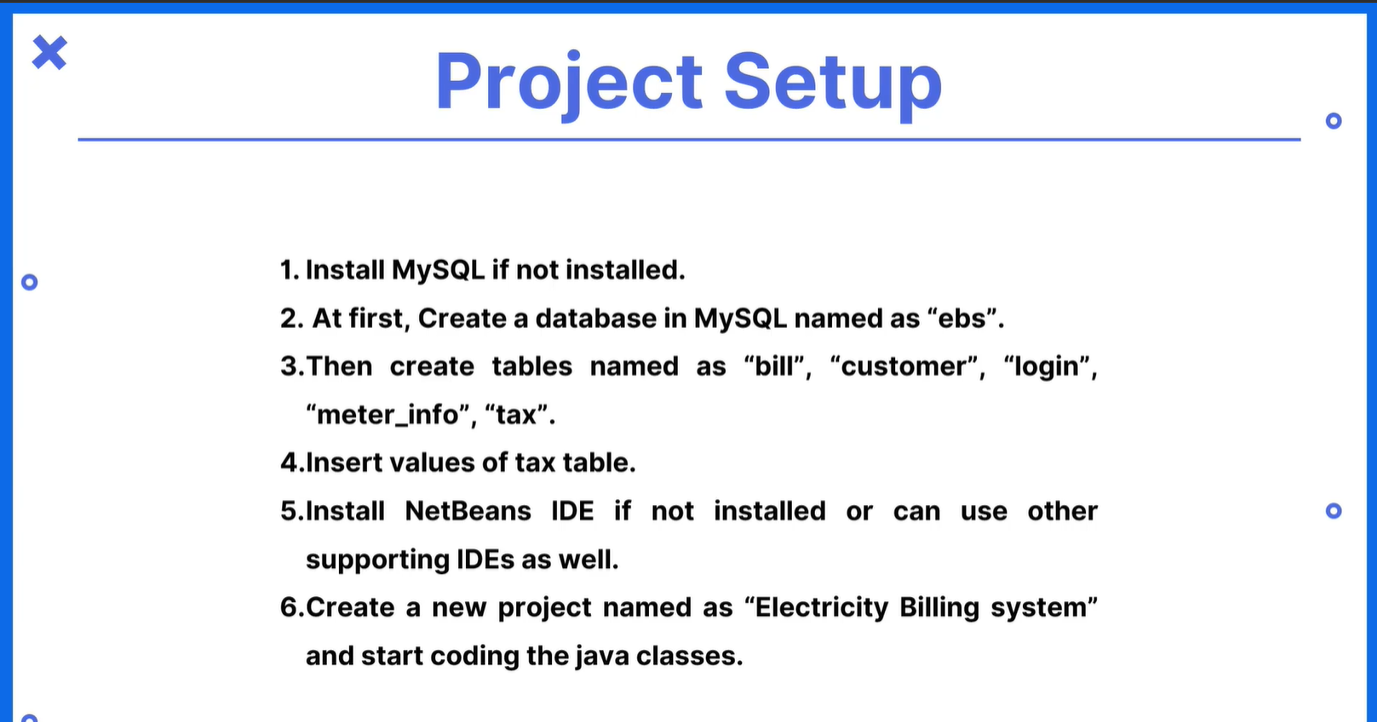 Project Setup
1. Install MySQL if not installed.
2. At first, Create a database in MySQL named as “ebs”.
3.Then create tables named as “bill”, “customer”, “login”,
“meter_info”, “tax”.
4.Insert values of tax table.
5.Install NetBeans IDE if not installed or can use other
supporting IDEs as well.
6.Create a new project named as “Electricity Billing system”
and start coding the java classes.